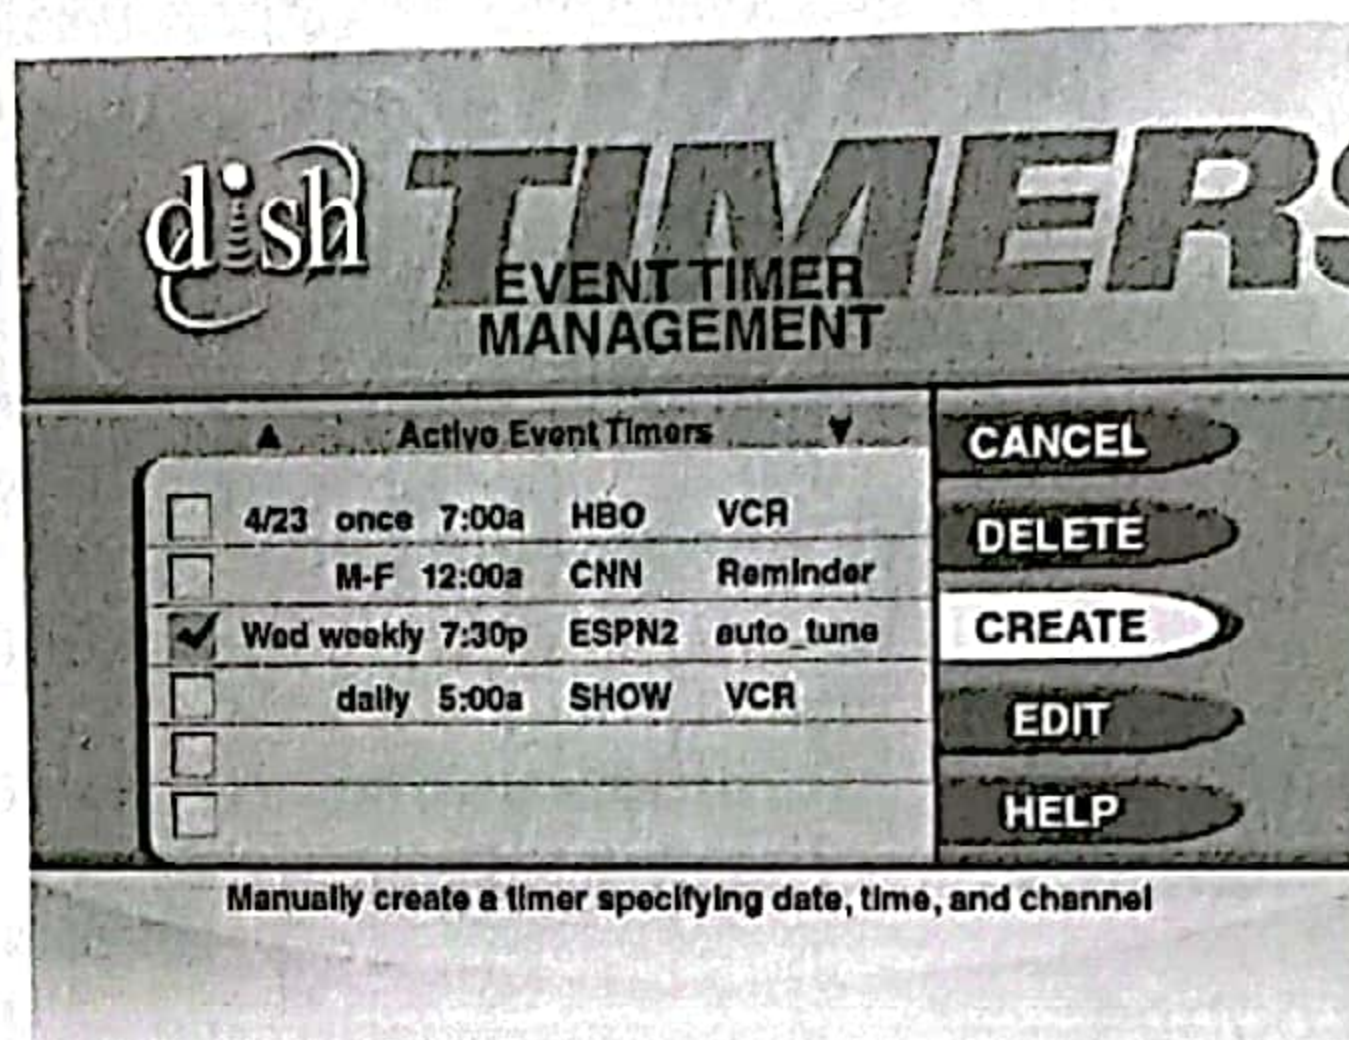 dish TIMERS
EVENT TIMER
MANAGEMENT
Active Event Timers
4/23 once 7:00a HBO VCR
M-F 12:00a CNN Reminder
Wed weekly 7:30p ESPN2 auto_tune
daily 5:00a SHOW VCR
CANCEL
DELETE
CREATE
EDIT
HELP
Manually create a timer specifying date, time, and channel